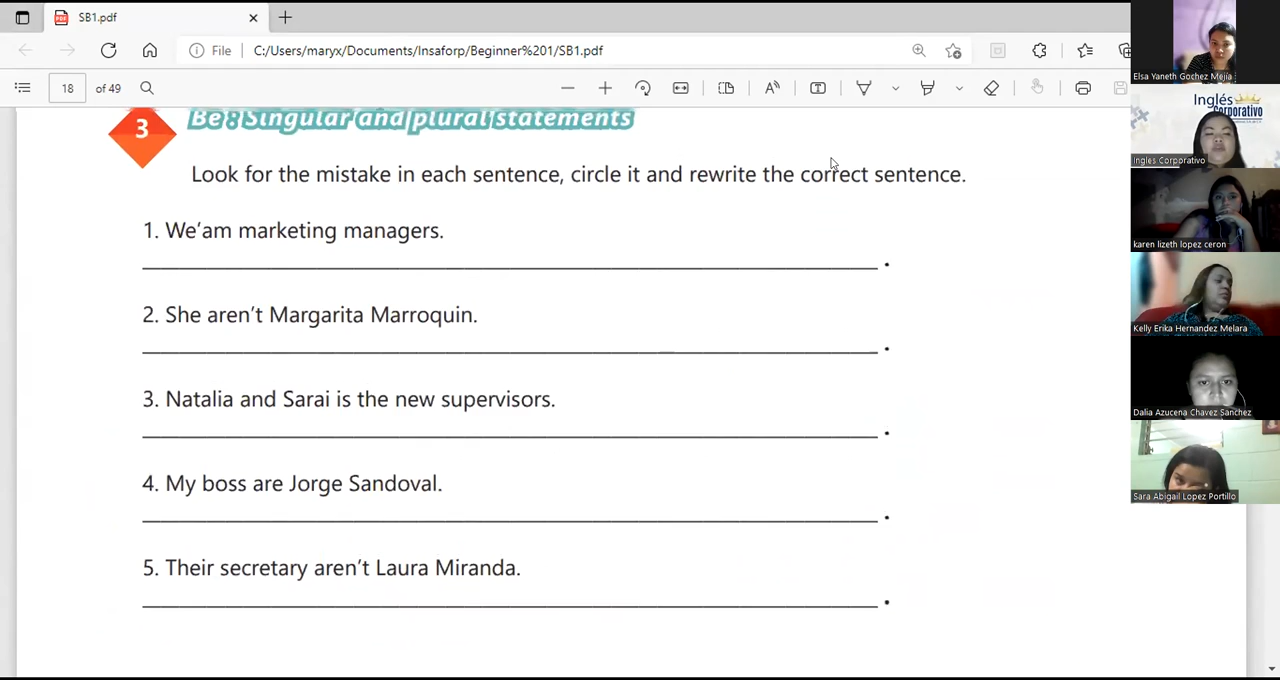 SB1.pdf
File
C:/Users/maryx/Documents/Insaforp/Beginner%201/SB1.pdf
18 of 49
3
Be : Singular and plural statements
Look for the mistake in each sentence, circle it and rewrite the correct sentence.
1. We’am marketing managers.
2. She aren’t Margarita Marroquin.
3. Natalia and Sarai is the new supervisors.
4. My boss are Jorge Sandoval.
5. Their secretary aren’t Laura Miranda.
Elsa Yaneth Gochez Mejia
Inglés
Corporativo
Ingles Corporativo
karen lizeth lopez ceron
Kelly Erika Hernandez Melara
Dalia Azucena Chavez Sanchez
Sara Abigail Lopez Portillo